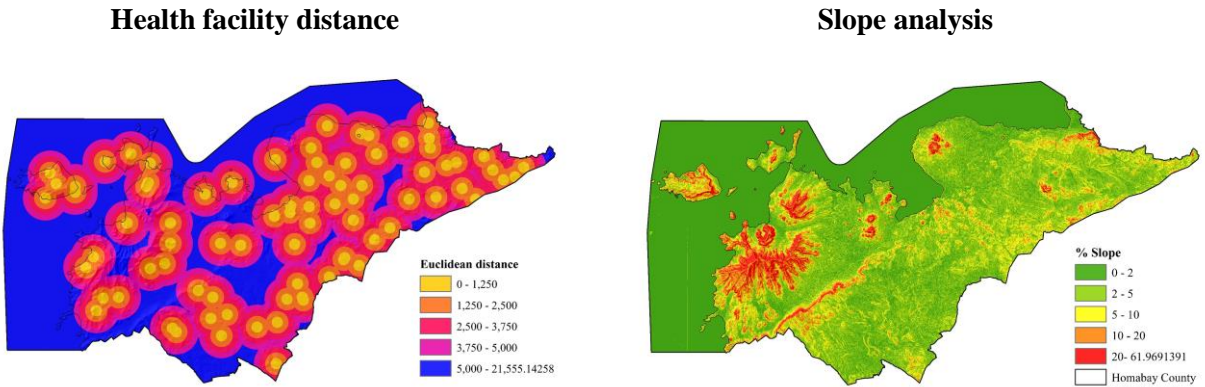 Health facility distance
Slope analysis
Euclidean distance
0 - 1,250
1,250 - 2,500
2,500 - 3,750
3,750 - 5,000
5,000 - 21,555.14258
% Slope
0 - 2
2 - 5
5 - 10
10 - 20
20- 61.9691391
Homabay County